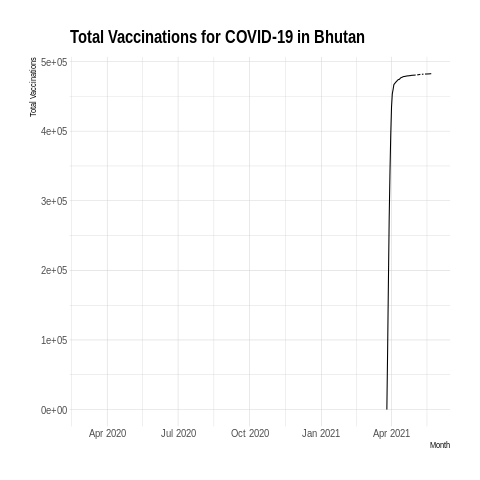 Total Vaccinations for COVID-19 in Bhutan
Total Vaccinations
5e+05
4e+05
3e+05
2e+05
1e+05
0e+00
Apr 2020 Jul 2020 Oct 2020 Jan 2021 Apr 2021
Month